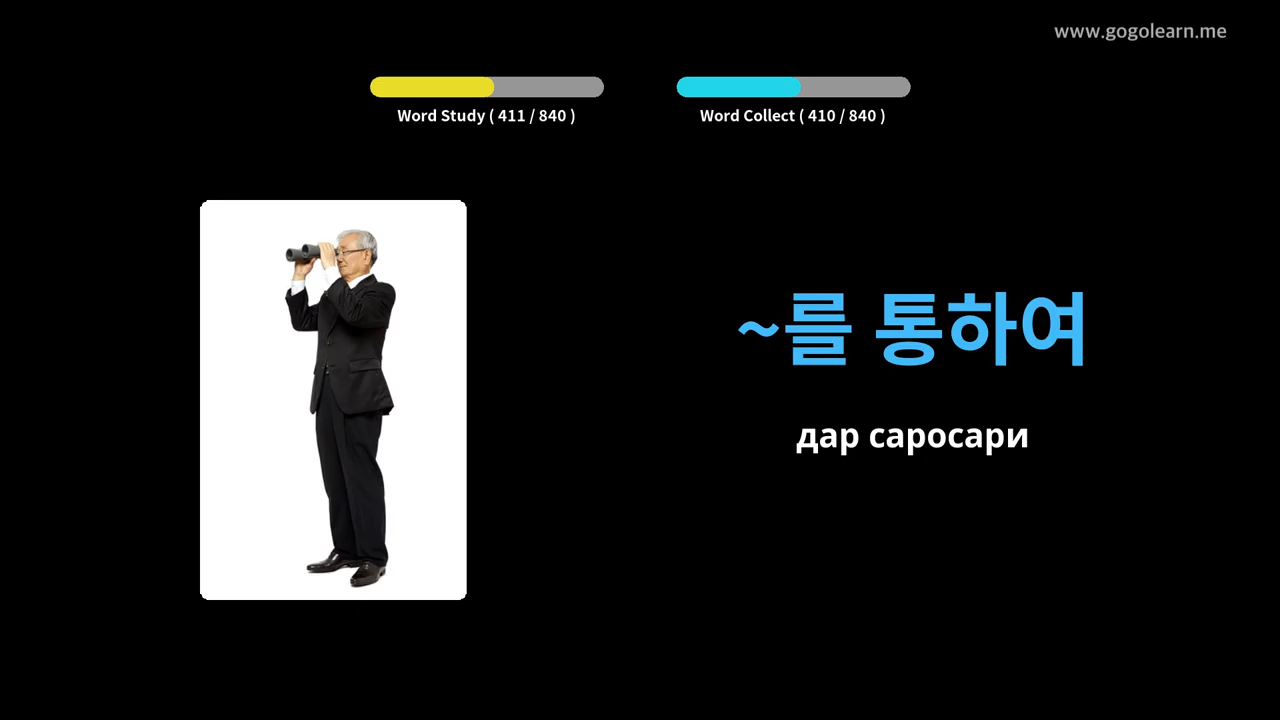 www.gogolearn.me
Word Study ( 411 / 840 )
Word Collect ( 410 / 840 )
~를 통하여
дар саросари